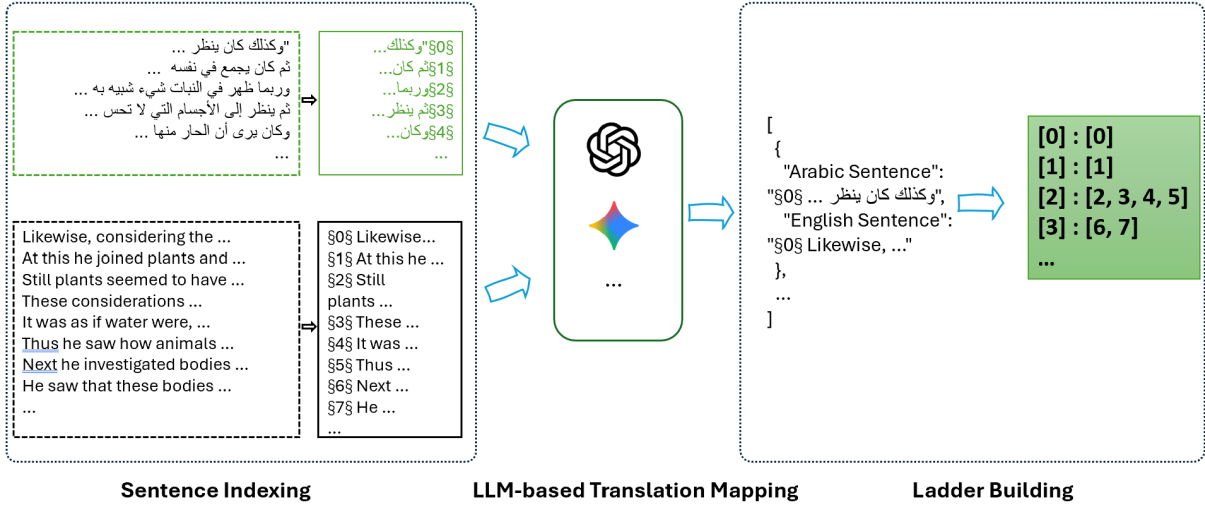 "وكذلك كان ينظر ...
ثم كان يجمع في نفسه ...
وربما ظهر في النبات شيء شبيه به ...
ثم ينظر إلى الأجسام التي لا تحس ...
وكان يرى أن الحار منها ...
...
§0§"وكذلك...
§1§ثم كان...
§2§وربما...
§3§ثم ينظر...
§4§وكان...
...
Likewise, considering the ...
At this he joined plants and ...
Still plants seemed to have ...
These considerations ...
It was as if water were, ...
Thus he saw how animals ...
Next he investigated bodies ...
He saw that these bodies ...
...
§0§ Likewise...
§1§ At this he ...
§2§ Still
plants ...
§3§ These ...
§4§ It was ...
§5§ Thus ...
§6§ Next ...
§7§ He ...
...
...
[
{
"Arabic Sentence":
"§0§ "وكذلك كان ينظر ...",
"English Sentence":
"§0§ Likewise, ..."
},
...
]
[0] : [0]
[1] : [1]
[2] : [2, 3, 4, 5]
[3] : [6, 7]
...
Sentence Indexing
LLM-based Translation Mapping
Ladder Building